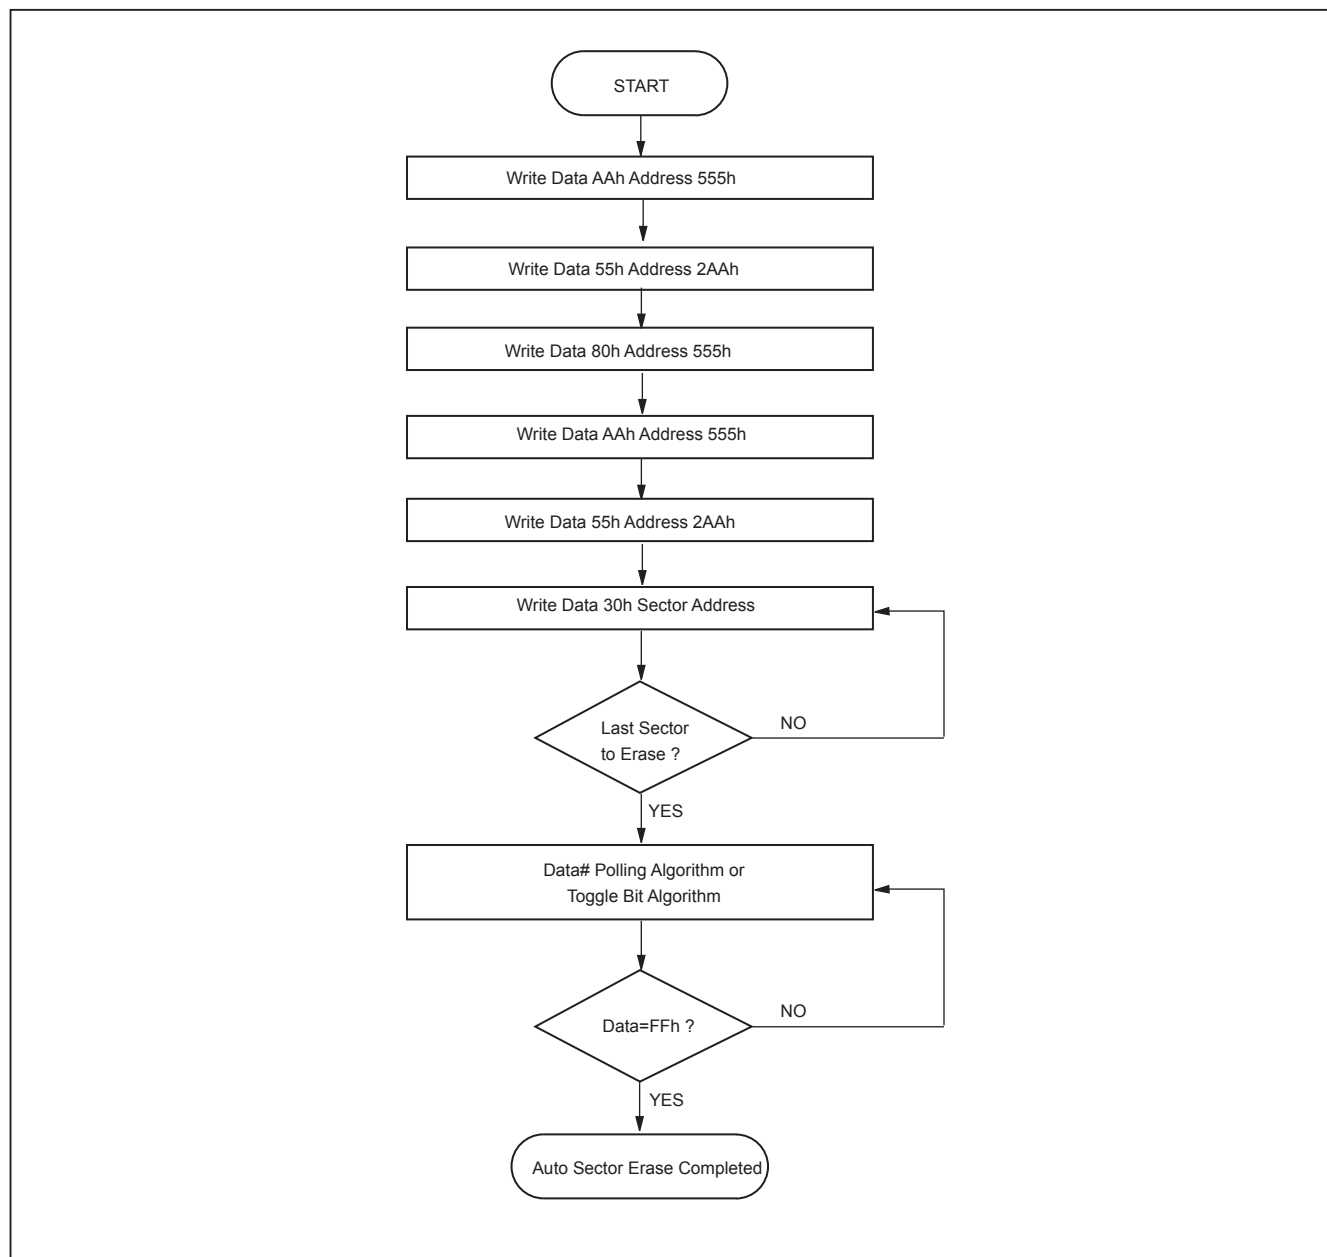 START
Write Data AAh Address 555h
Write Data 55h Address 2AAh
Write Data 80h Address 555h
Write Data AAh Address 555h
Write Data 55h Address 2AAh
Write Data 30h Sector Address
Last Sector
to Erase ?
NO
YES
Data# Polling Algorithm or
Toggle Bit Algorithm
Data=FFh ?
NO
YES
Auto Sector Erase Completed